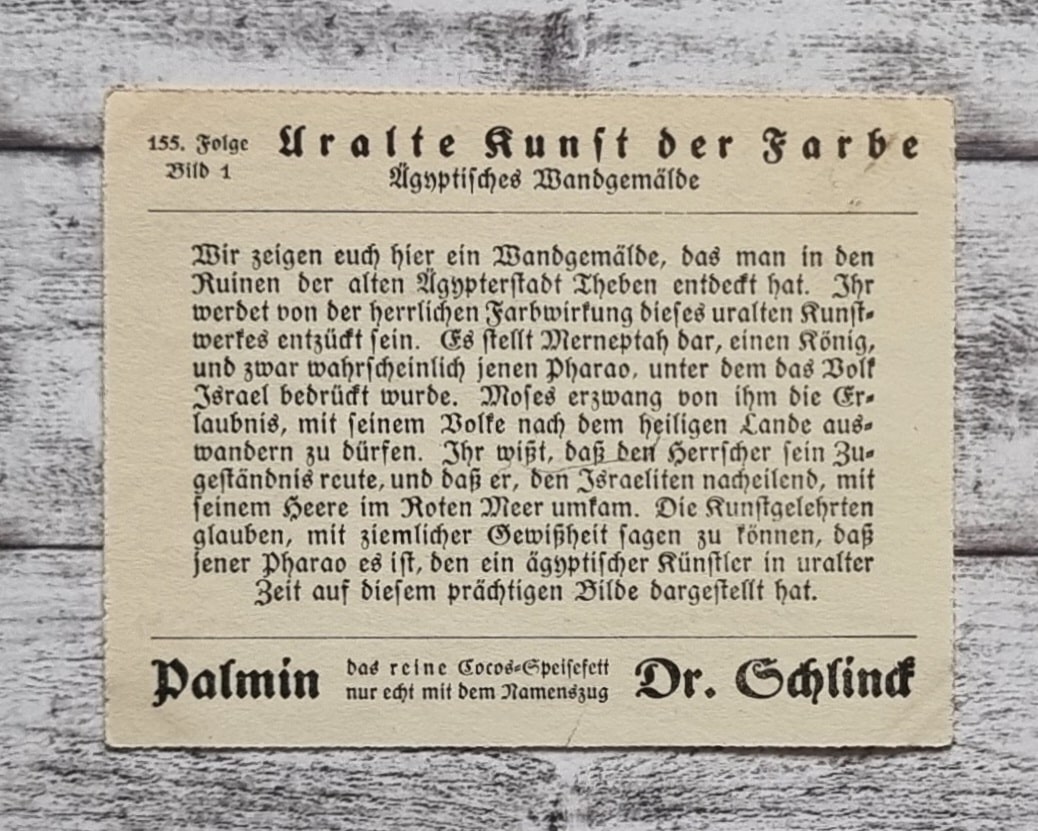 155. Folge
Bild 1
Uralte Kunst der Farbe
Ägyptisches Wandgemälde
Wir zeigen euch hier ein Wandgemälde, das man in den
Ruinen der alten Ägypterstadt Theben entdeckt hat. Ihr
werdet von der herrlichen Farbwirkung dieses uralten Kunst-
werkes entzückt sein. Es stellt Merneptah dar, einen König,
und zwar wahrscheinlich jenen Pharao, unter dem das Volk
Israel bedrückt wurde. Moses erzwang von ihm die Er-
laubnis, mit seinem Volke nach dem heiligen Lande aus-
wandern zu dürfen. Ihr wißt, daß den Herrscher sein Zu-
geständnis reute, und daß er, den Israeliten nacheilend, mit
seinem Heere im Roten Meer umkam. Die Kunstgelehrten
glauben, mit ziemlicher Gewißheit sagen zu können, daß
jener Pharao es ist, den ein ägyptischer Künstler in uralter
Zeit auf diesem prächtigen Bilde dargestellt hat.
Palmin
das reine Cocos-Speisefett
nur echt mit dem Namenszug
Dr. Schlinck